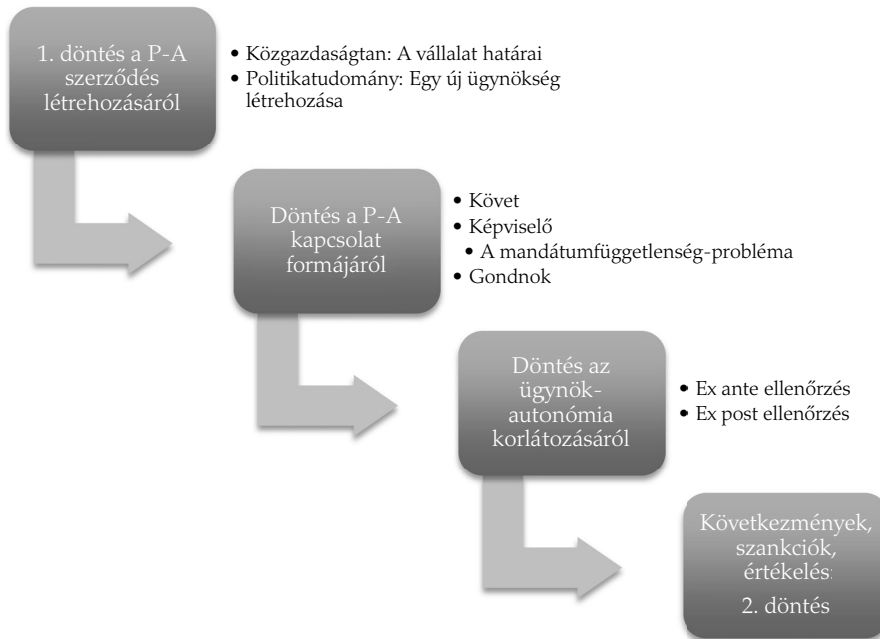 1. döntés a P-A
szerződés
létrehozásáról
• Közgazdaságtan: A vállalat határai
• Politikatudomány: Egy új ügynökség
létrehozása
Döntés a P-A
kapcsolat
formájáról
• Követ
• Képviselő
• A mandátumfüggetlenség-probléma
• Gondnok
Döntés az
ügynök-
autonómia
korlátozásáról
• Ex ante ellenőrzés
• Ex post ellenőrzés
Következmények,
szankciók,
értékelés:
2. döntés